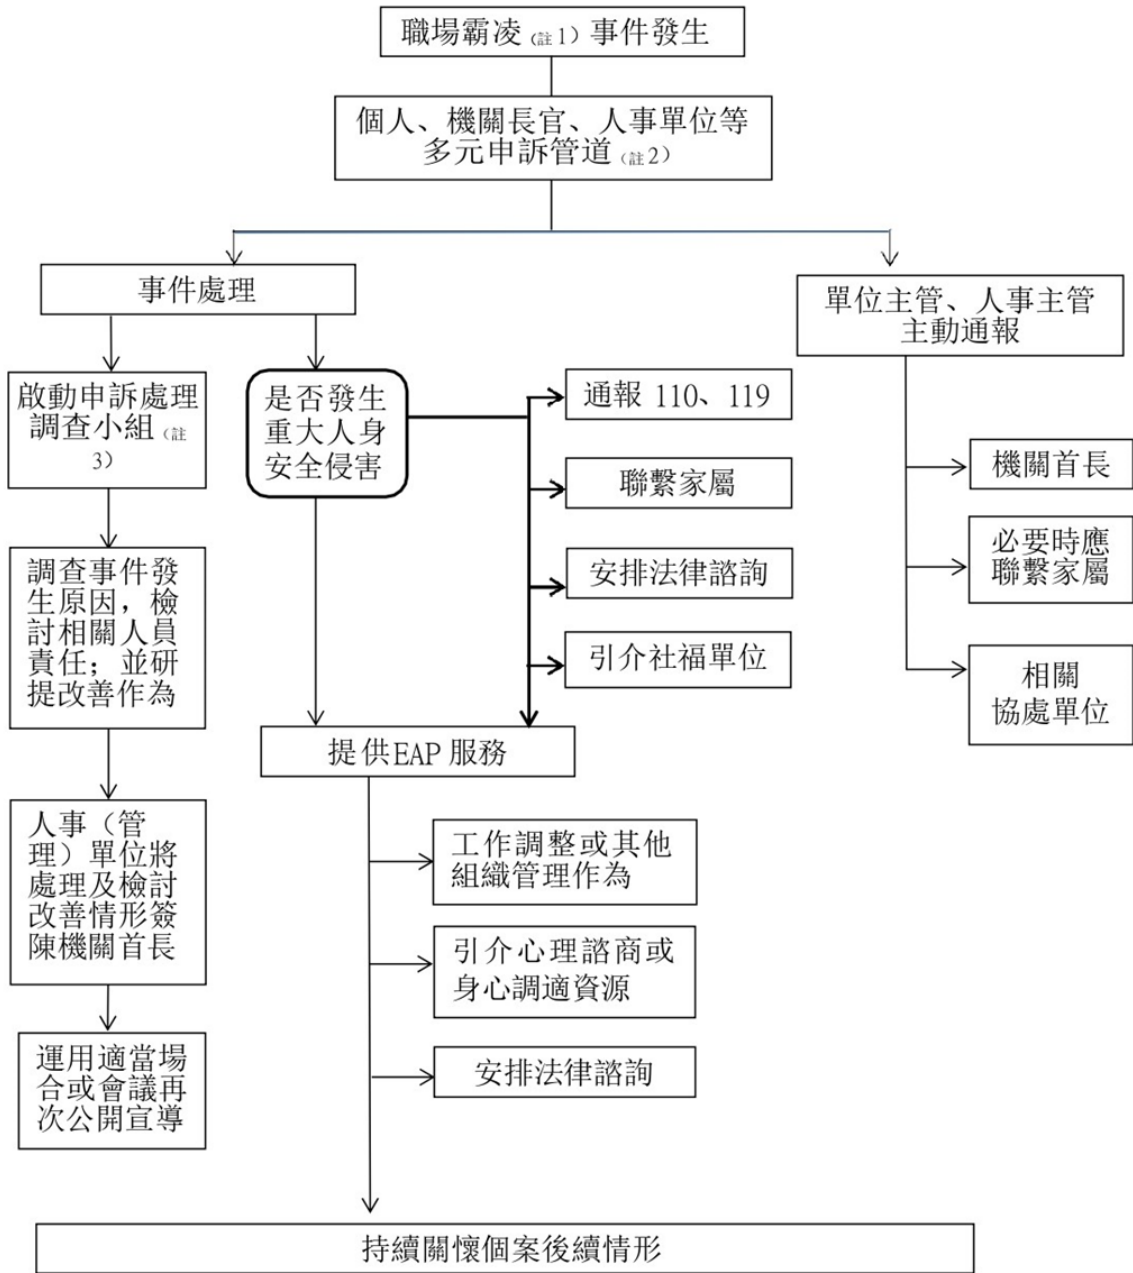 職場霸凌（註1）事件發生
個人、機關長官、人事單位等
多元申訴管道（註2）
事件處理
單位主管、人事主管
主動通報
啟動申訴處理
調查小組（註
3）
是否發生
重大人身
安全侵害
通報 110、119
聯繫家屬
安排法律諮詢
引介社福單位
機關首長
必要時應
聯繫家屬
相關
協處單位
調查事件發
生原因，檢
討相關人員
責任；並研
提改善作為
提供EAP 服務
人事（管
理）單位將
處理及檢討
改善情形簽
陳機關首長
工作調整或其他
組織管理作為
引介心理諮商或
身心調適資源
安排法律諮詢
運用適當場
合或會議再
次公開宣導
持續關懷個案後續情形